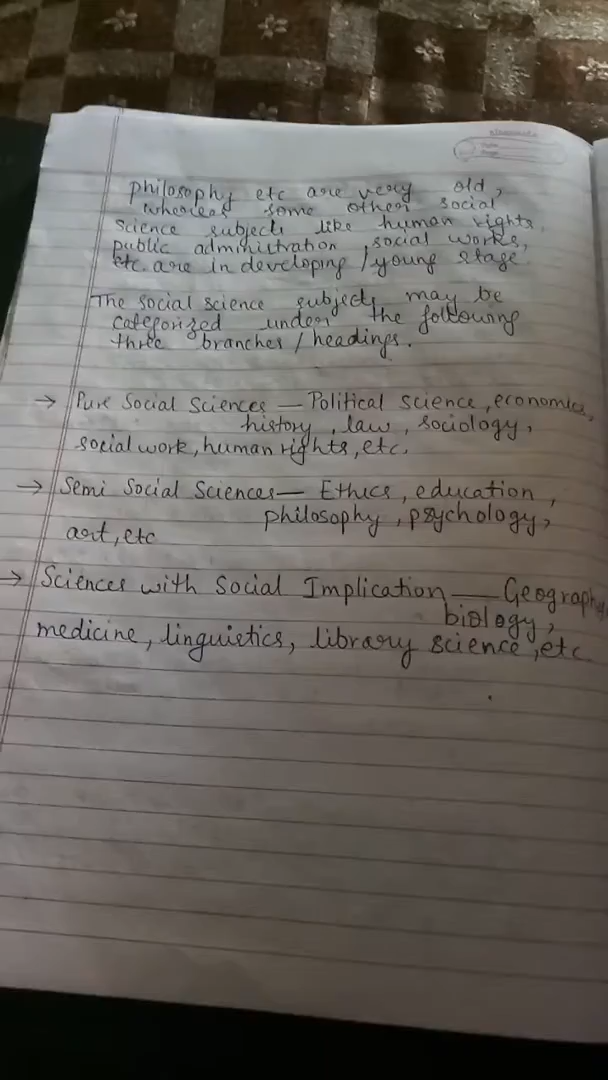 philosophy etc are very old,
whereas some other social
science subjects like human rights,
public administration, social works,
etc. are in developing / young stage
The social science subjects may be
categorized under the following
three branches / headings.
→ Pure Social Sciences — Political science, economics,
history, law, sociology,
social work, human rights, etc.
→ Semi Social Sciences — Ethics, education,
philosophy, psychology,
art, etc
→ Sciences with Social Implication — Geography
biology,
medicine, linguistics, library science, etc.